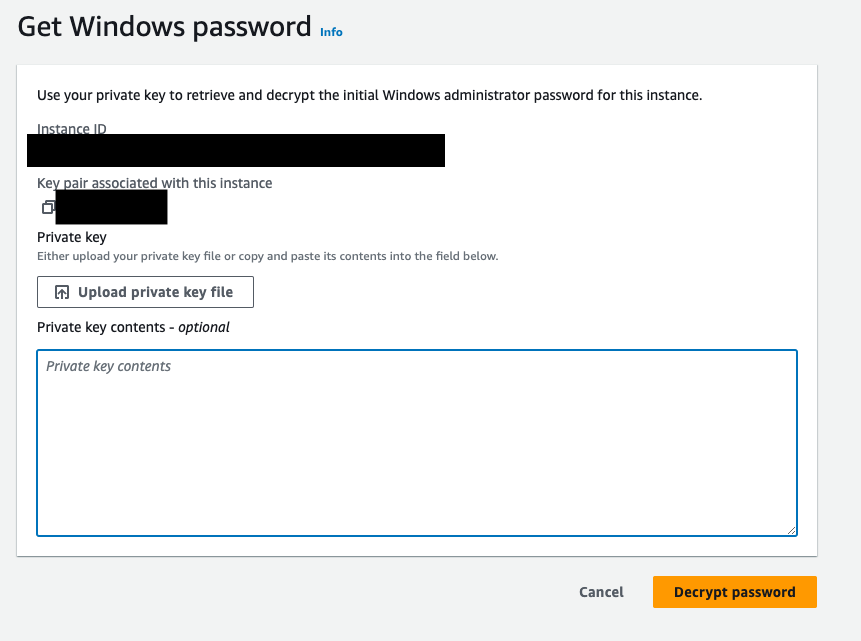 Get Windows password Info
Use your private key to retrieve and decrypt the initial Windows administrator password for this instance.
Instance ID
Key pair associated with this instance
Private key
Either upload your private key file or copy and paste its contents into the field below.
Upload private key file
Private key contents - optional
Private key contents
Cancel Decrypt password